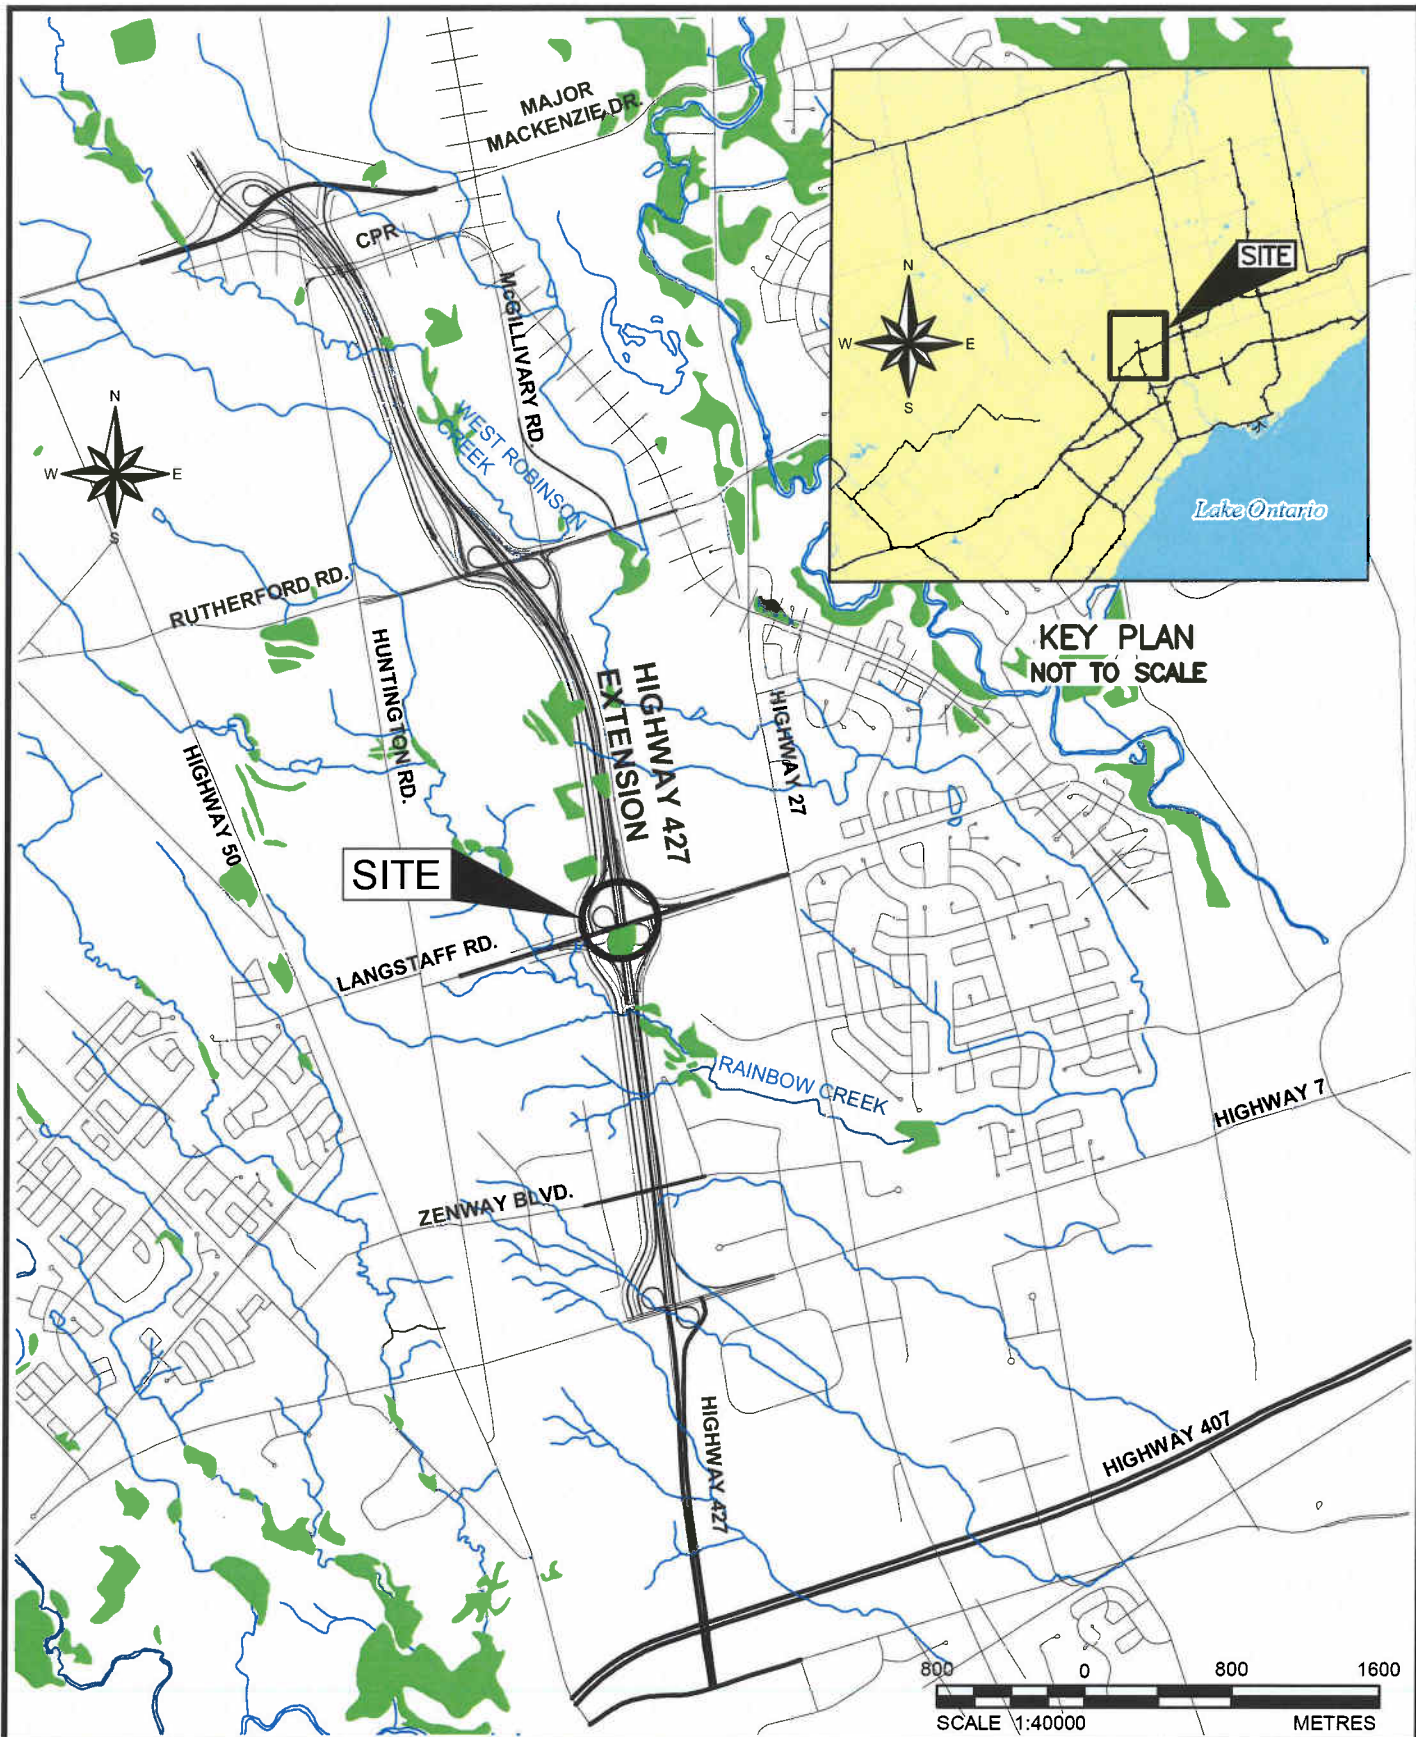 MAJOR
MACKENZIE DR.
CPR
McGILLIVARY RD.
N
W
E
S
SITE
Lake Ontario
N
W
E
S
WEST ROBINSON
CREEK
RUTHERFORD RD.
HUNTINGTON RD.
KEY PLAN
NOT TO SCALE
HIGHWAY 427
EXTENSION
HIGHWAY 27
HIGHWAY 50
SITE
LANGSTAFF RD.
RAINBOW CREEK
HIGHWAY 7
ZENWAY BLVD.
HIGHWAY 427
HIGHWAY 407
800 0 800 1600
SCALE 1:40000 METRES